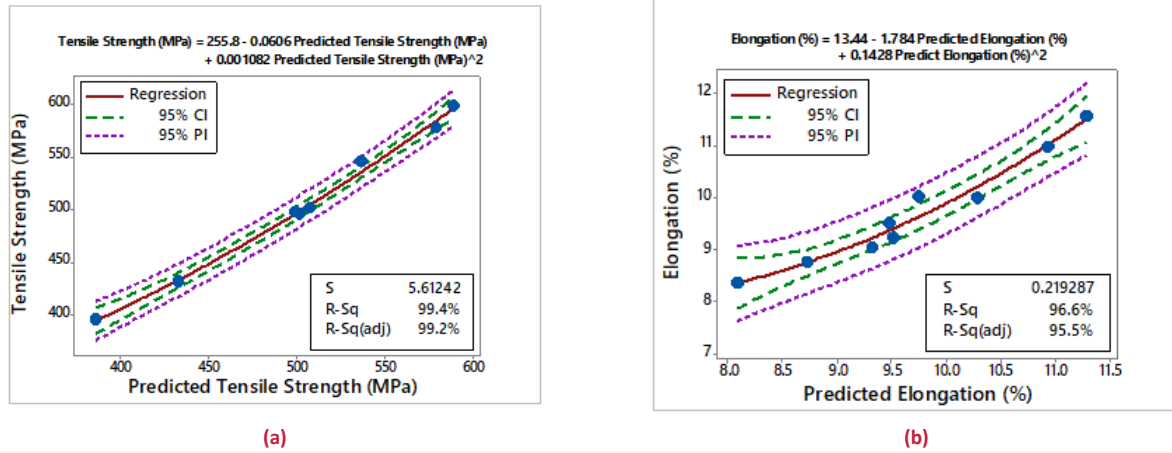 Tensile Strength (MPa) = 255.8 - 0.0606 Predicted Tensile Strength (MPa)
+ 0.001082 Predicted Tensile Strength (MPa)^2
Regression
95% CI
95% PI
600
550
500
450
400
Tensile Strength (MPa)
S 5.61242
R-Sq 99.4%
R-Sq(adj) 99.2%
400 450 500 550 600
Predicted Tensile Strength (MPa)
(a)
Elongation (%) = 13.44 - 1.784 Predicted Elongation (%)
+ 0.1428 Predict Elongation (%)^2
Regression
95% CI
95% PI
12
11
10
9
8
7
Elongation (%)
S 0.219287
R-Sq 96.6%
R-Sq(adj) 95.5%
8.0 8.5 9.0 9.5 10.0 10.5 11.0 11.5
Predicted Elongation (%)
(b)